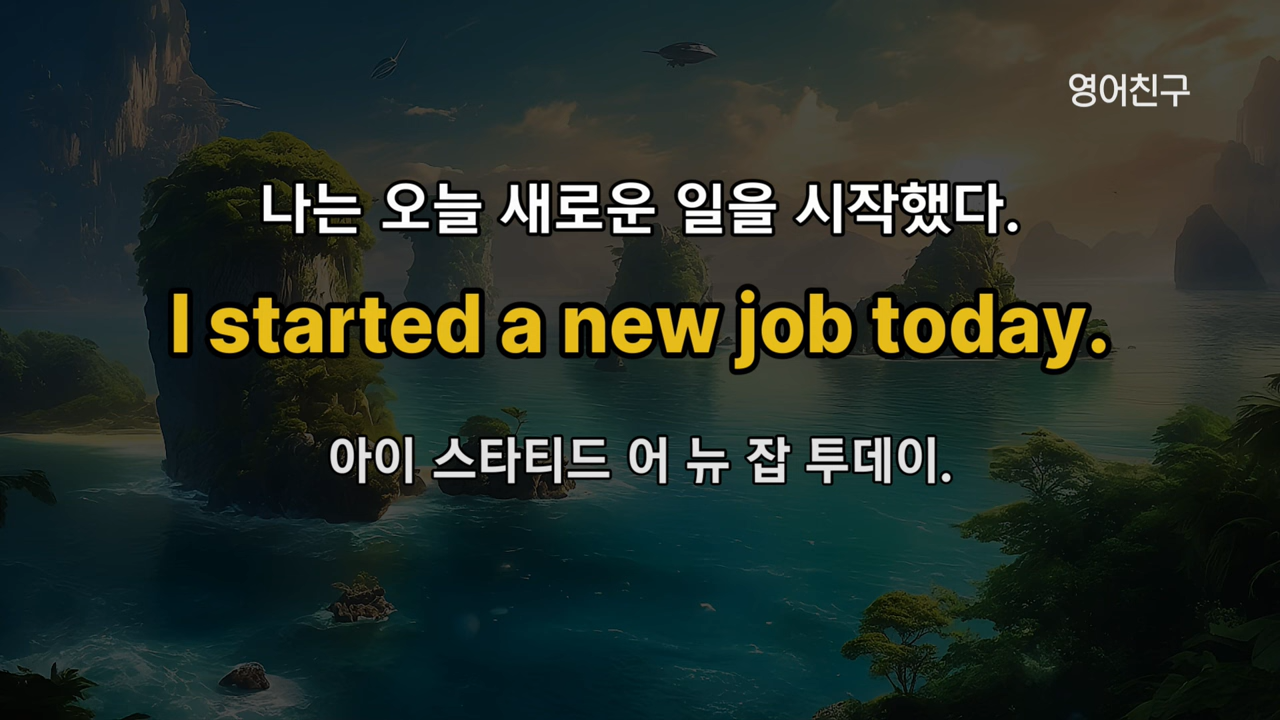 영어친구
나는 오늘 새로운 일을 시작했다.
I started a new job today.
아이 스타티드 어 뉴 잡 투데이.